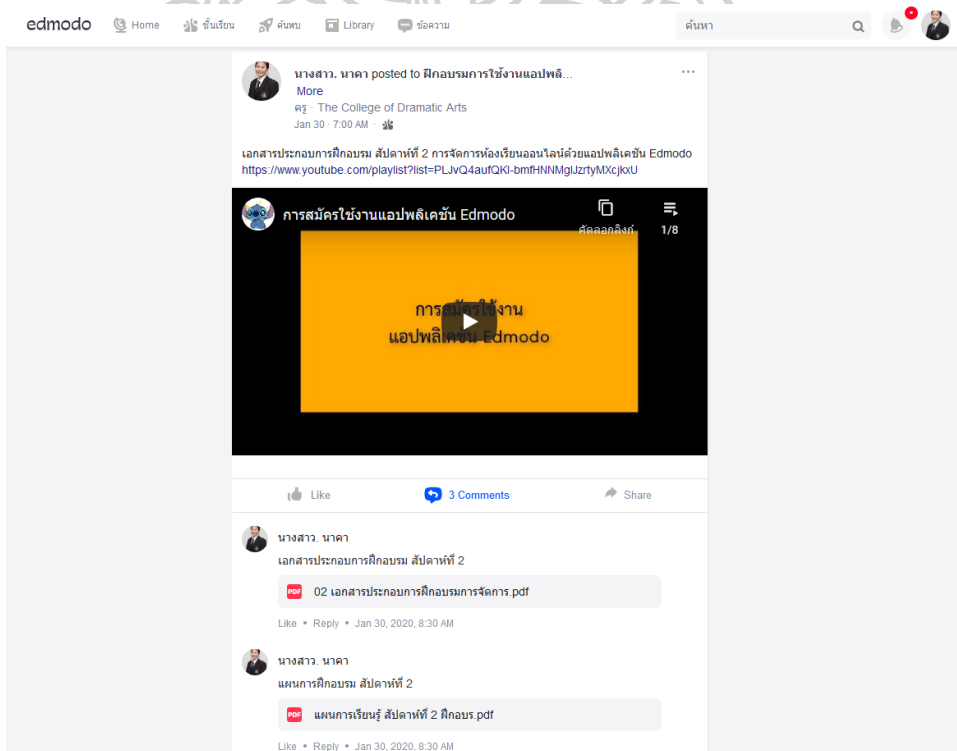 edmodo Home ชั้นเรียน ค้นพบ Library ข้อความ ค้นหา
นางสาว. นาคา posted to ฝึกอบรมการใช้งานแอปพลิ...
More
ครู · The College of Dramatic Arts
Jan 30 · 7:00 AM ·
เอกสารประกอบการฝึกอบรม สัปดาห์ที่ 2 การจัดการห้องเรียนออนไลน์ด้วยแอปพลิเคชัน Edmodo
https://www.youtube.com/playlist?list=PLJvQ4aufQKl-bmfHNNMglJzrtyMXcjkxU
การสมัครใช้งานแอปพลิเคชัน Edmodo
คัดลอกลิงก์ 1/8
การสมัครใช้งาน
แอปพลิเคชัน Edmodo
Like 3 Comments Share
นางสาว. นาคา
เอกสารประกอบการฝึกอบรม สัปดาห์ที่ 2
PDF 02 เอกสารประกอบการฝึกอบรมการจัดการ.pdf
Like • Reply • Jan 30, 2020, 8:30 AM
นางสาว. นาคา
แผนการฝึกอบรม สัปดาห์ที่ 2
PDF แผนการเรียนรู้ สัปดาห์ที่ 2 ฝึกอบร.pdf
Like • Reply • Jan 30, 2020, 8:30 AM